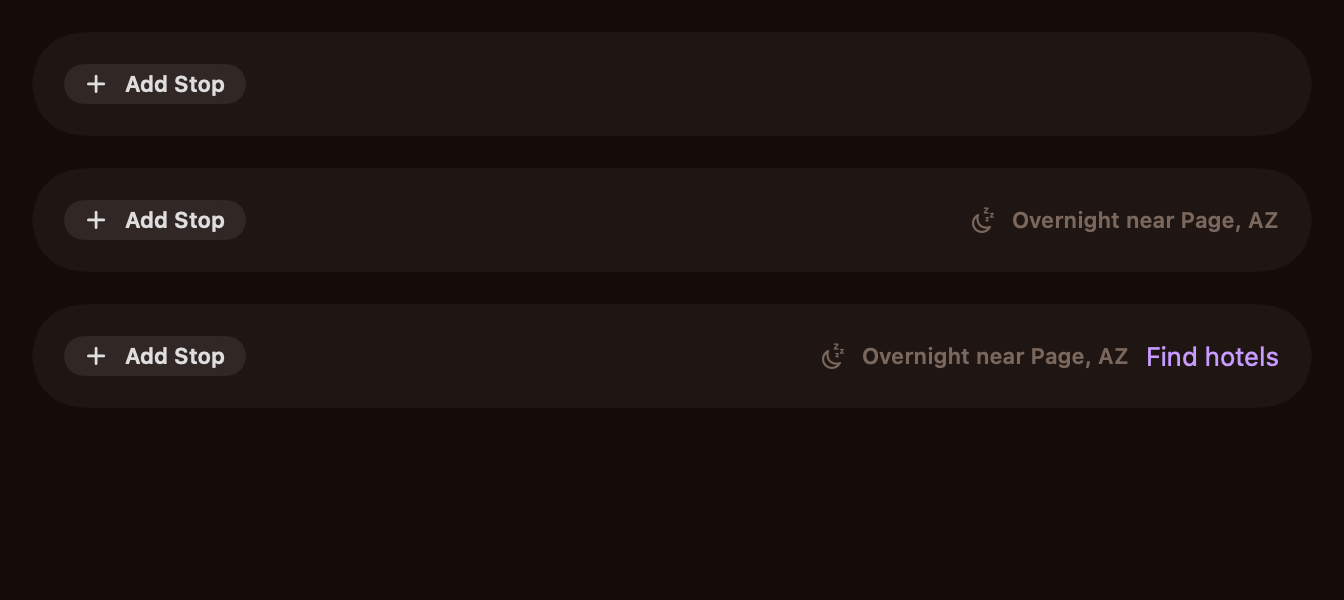 Add Stop
Add Stop Overnight near Page, AZ
Add Stop Overnight near Page, AZ Find hotels